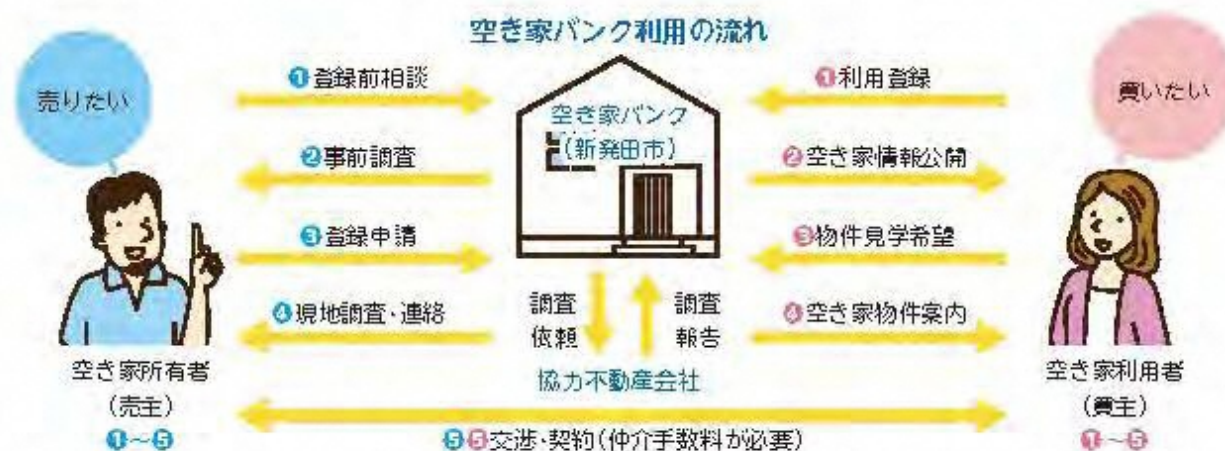 空き家バンク利用の流れ
売りたい
❶登録前相談
❷事前調査
❸登録申請
❹現地調査・連絡
空き家所有者
(売主)
❶~❺
空き家バンク
(新発田市)
調査
依頼
調査
報告
協力不動産会社
❶利用登録
❷空き家情報公開
❸物件見学希望
❹空き家物件案内
買いたい
空き家利用者
(買主)
❶~❺
❺❺交渉・契約(仲介手数料が必要)